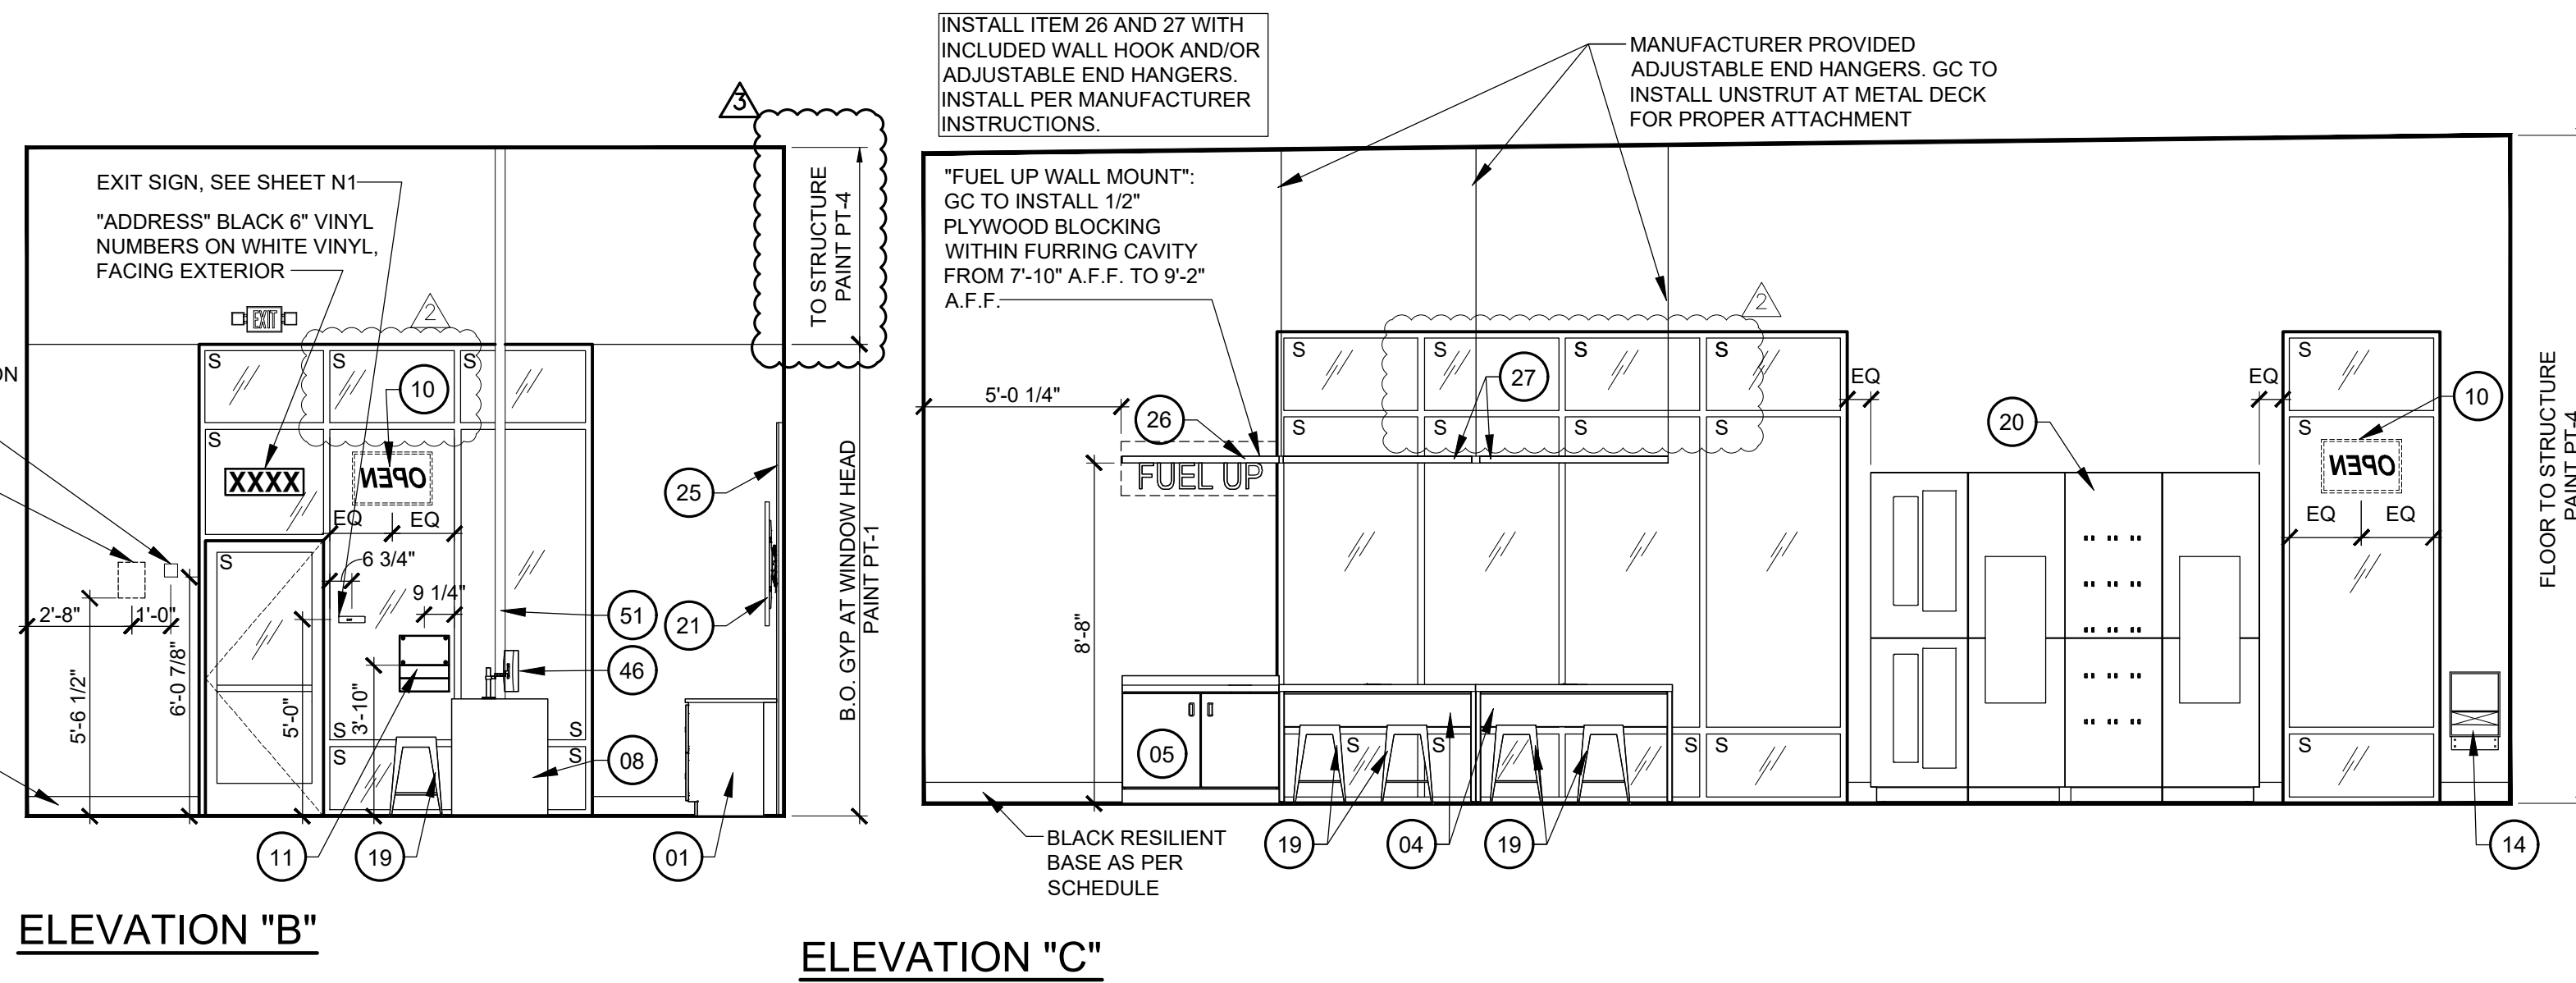 INSTALL ITEM 26 AND 27 WITH
INCLUDED WALL HOOK AND/OR
ADJUSTABLE END HANGERS.
INSTALL PER MANUFACTURER
INSTRUCTIONS.
MANUFACTURER PROVIDED
ADJUSTABLE END HANGERS. GC TO
INSTALL UNSTRUT AT METAL DECK
FOR PROPER ATTACHMENT
3
EXIT SIGN, SEE SHEET N1
"ADDRESS" BLACK 6" VINYL
NUMBERS ON WHITE VINYL,
FACING EXTERIOR
EXIT
2
TO STRUCTURE
PAINT PT-4
ON
S
S
S
10
S
XXXX
OPEN
EQ
EQ
25
S
6 3/4"
9 1/4"
2'-8"
1'-0"
51
21
46
5'-6 1/2"
6'-0 7/8"
5'-0"
3'-10"
S
S
S
S
08
B.O. GYP AT WINDOW HEAD
PAINT PT-1
11
19
01
ELEVATION "B"
"FUEL UP WALL MOUNT":
GC TO INSTALL 1/2"
PLYWOOD BLOCKING
WITHIN FURRING CAVITY
FROM 7'-10" A.F.F. TO 9'-2"
A.F.F.
2
S
S
S
S
27
5'-0 1/4"
26
S
S
S
S
FUEL UP
8'-8"
EQ
EQ
20
S
10
S
OPEN
EQ
EQ
FLOOR TO STRUCTURE
PAINT PT-4
05
S
S
S
S
S
BLACK RESILIENT
BASE AS PER
SCHEDULE
19
04
19
14
ELEVATION "C"